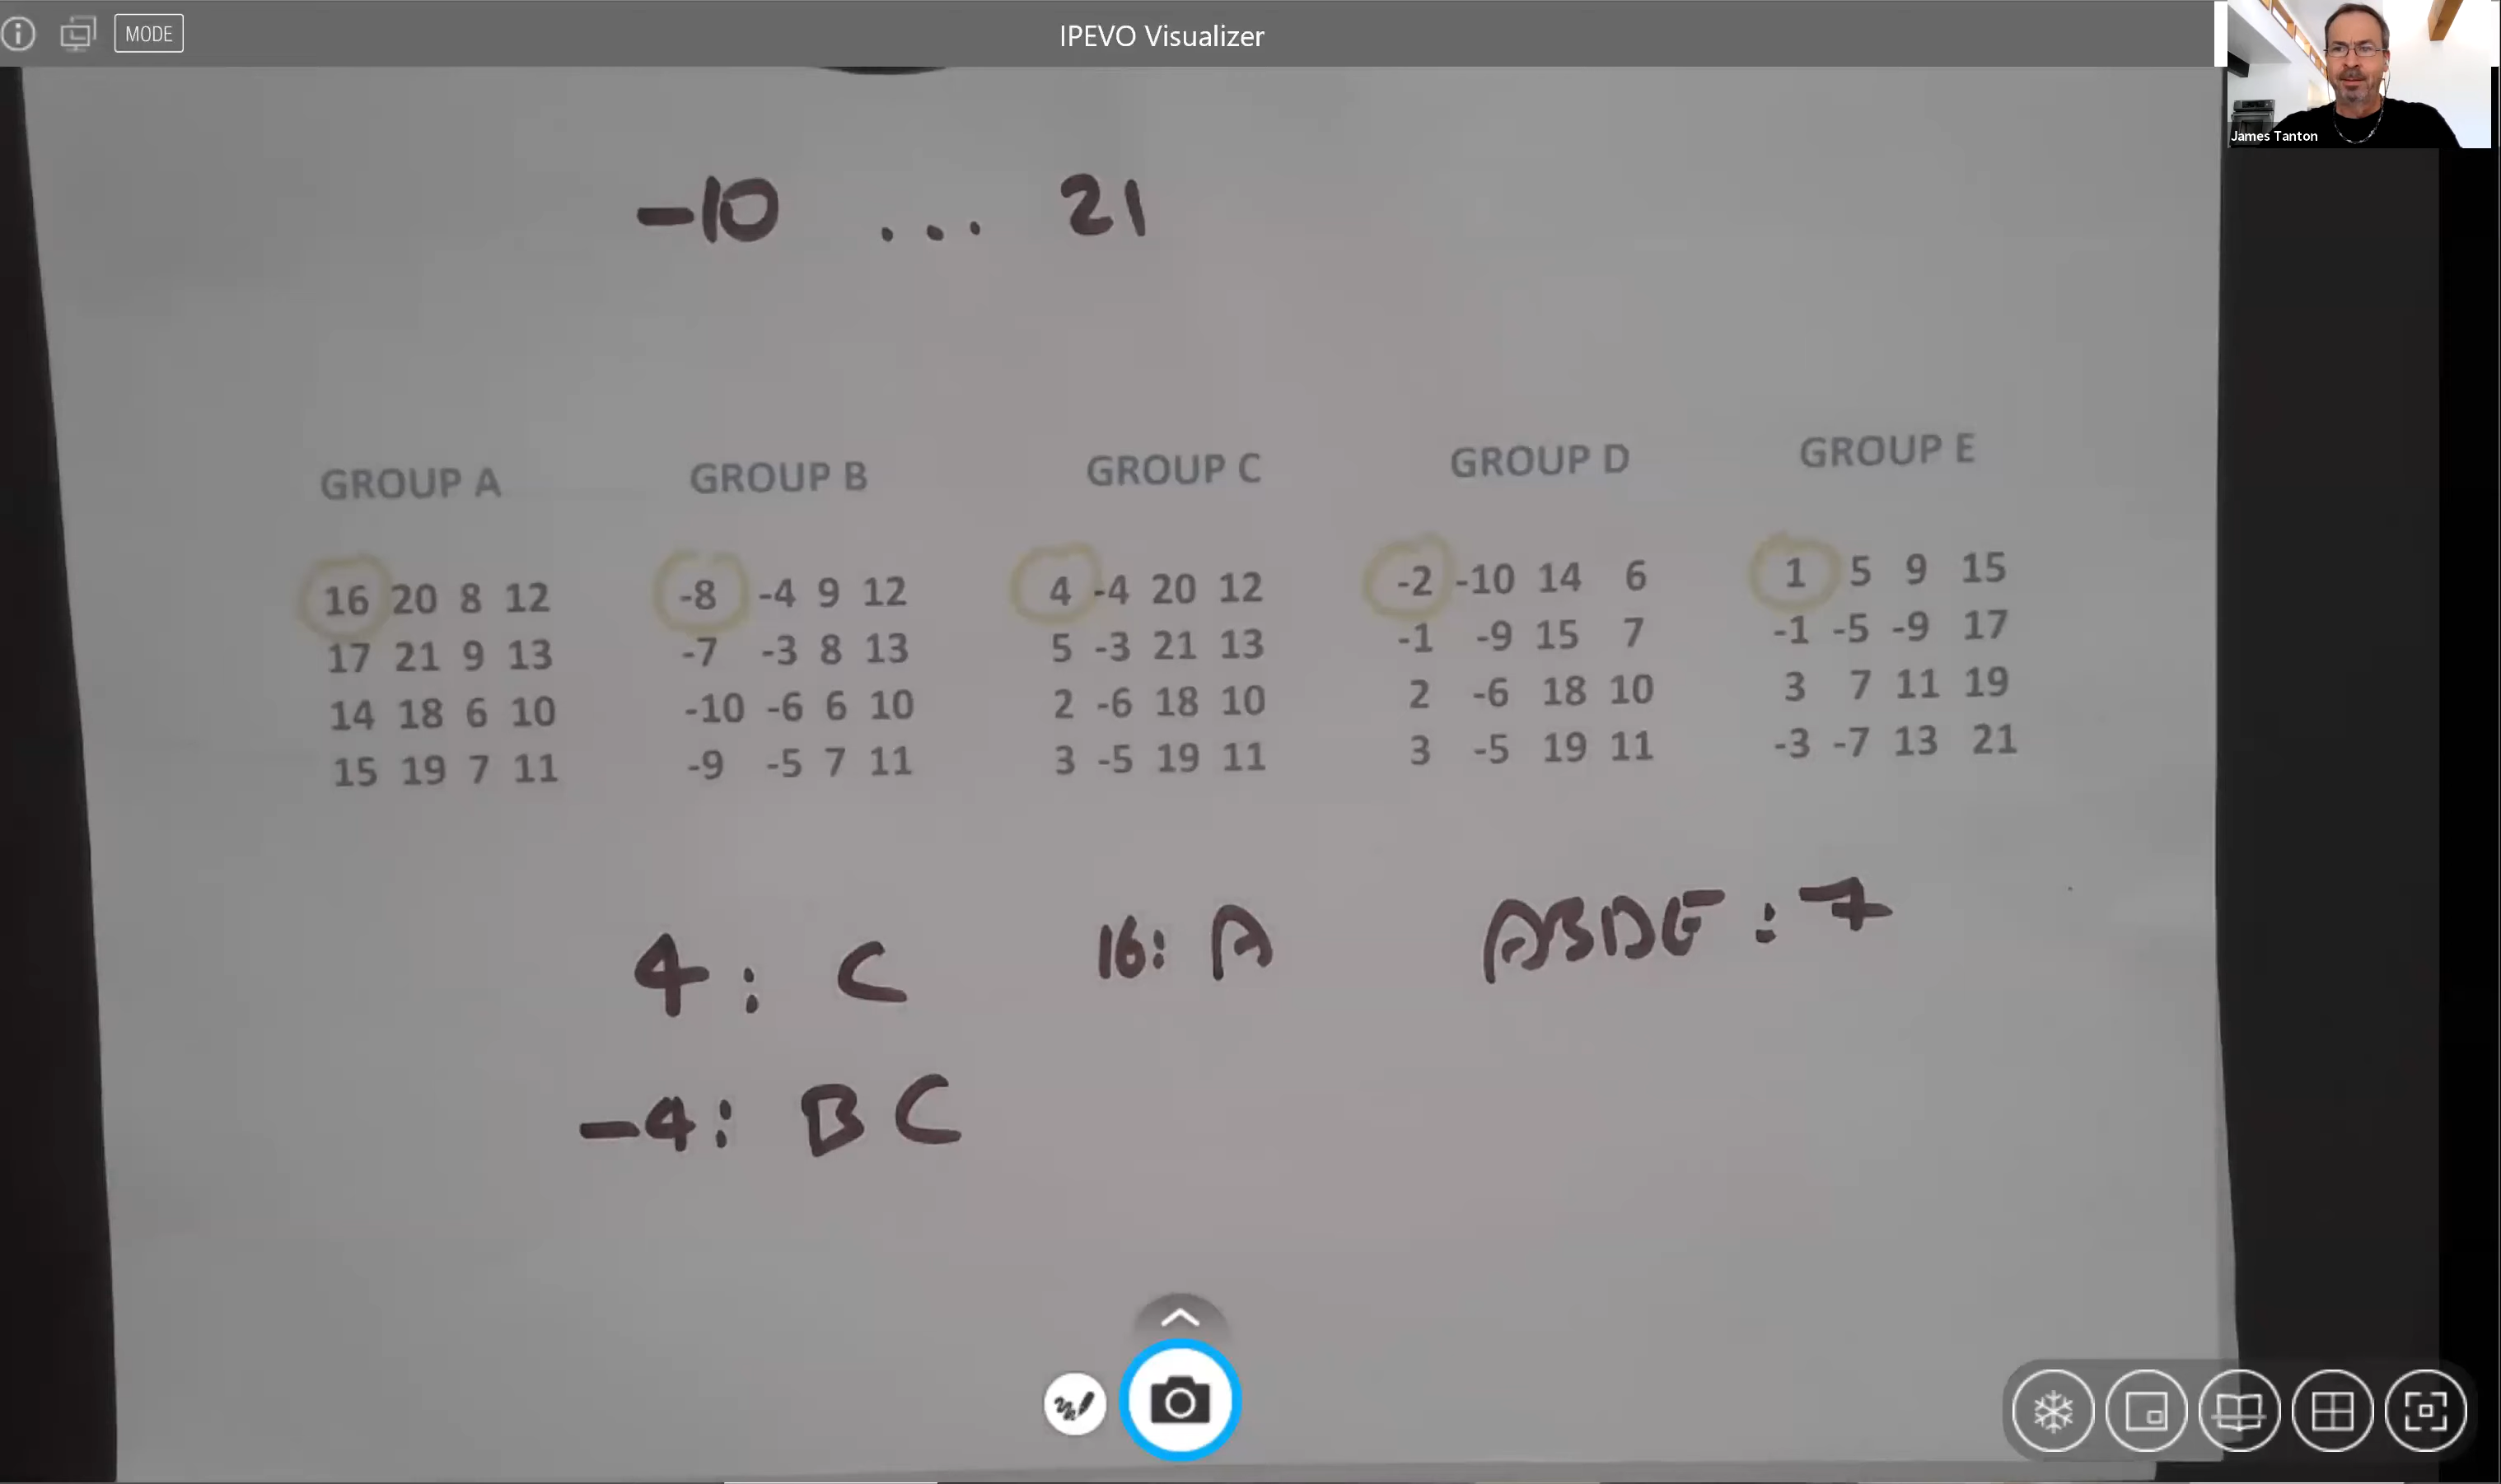 MODE
IPEVO Visualizer
James Tanton
-10 ... 21
GROUP A GROUP B GROUP C GROUP D GROUP E
16 20 8 12 -8 -4 9 12 4 -4 20 12 -2 -10 14 6 1 5 9 15
17 21 9 13 -7 -3 8 13 5 -3 21 13 -1 -9 15 7 -1 -5 -9 17
14 18 6 10 -10 -6 6 10 2 -6 18 10 2 -6 18 10 3 7 11 19
15 19 7 11 -9 -5 7 11 3 -5 19 11 3 -5 19 11 -3 -7 13 21
4 : C 16: A ABDE : 7
-4: B C